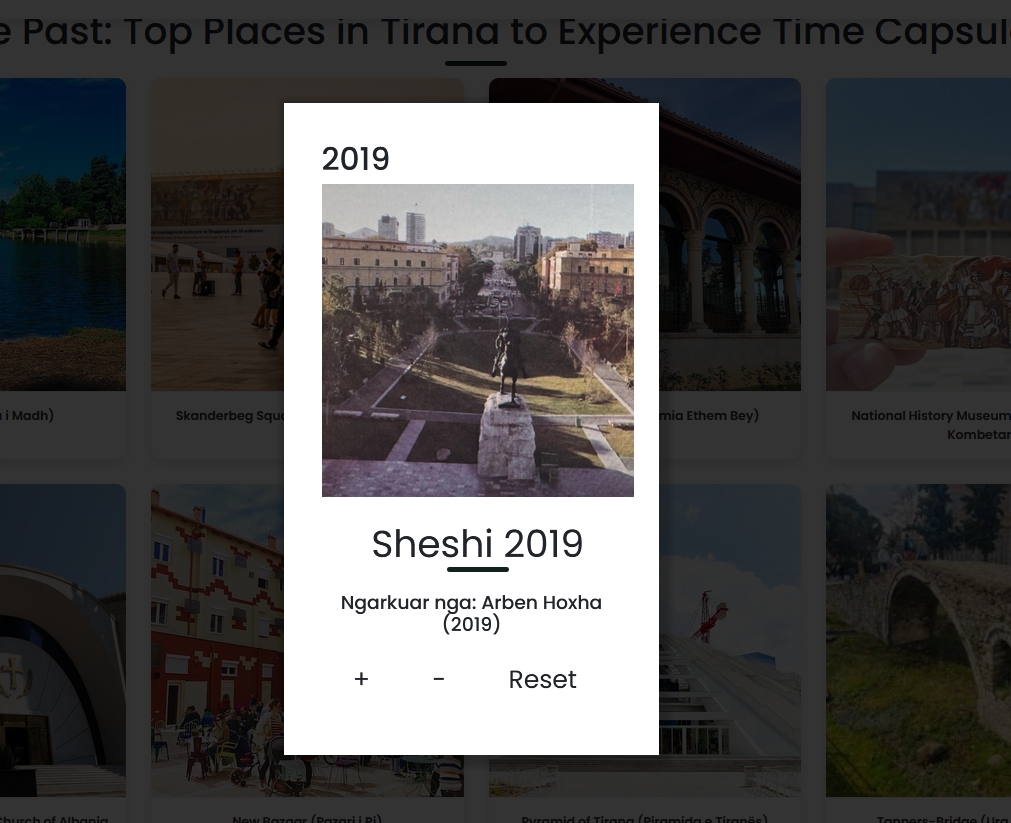 e Past: Top Places in Tirana to Experience Time Capsul
2019
i Madh)
Skanderbeg Squ
mia Ethem Bey)
National History Museum
Kombetar
Sheshi 2019
Ngarkuar nga: Arben Hoxha
(2019)
+ - Reset
hurch of Albania
New Bazaar (Pazari i Ri)
Pyramid of Tirana (Piramida e Tiranës)
Tanners-Bridge (Ura